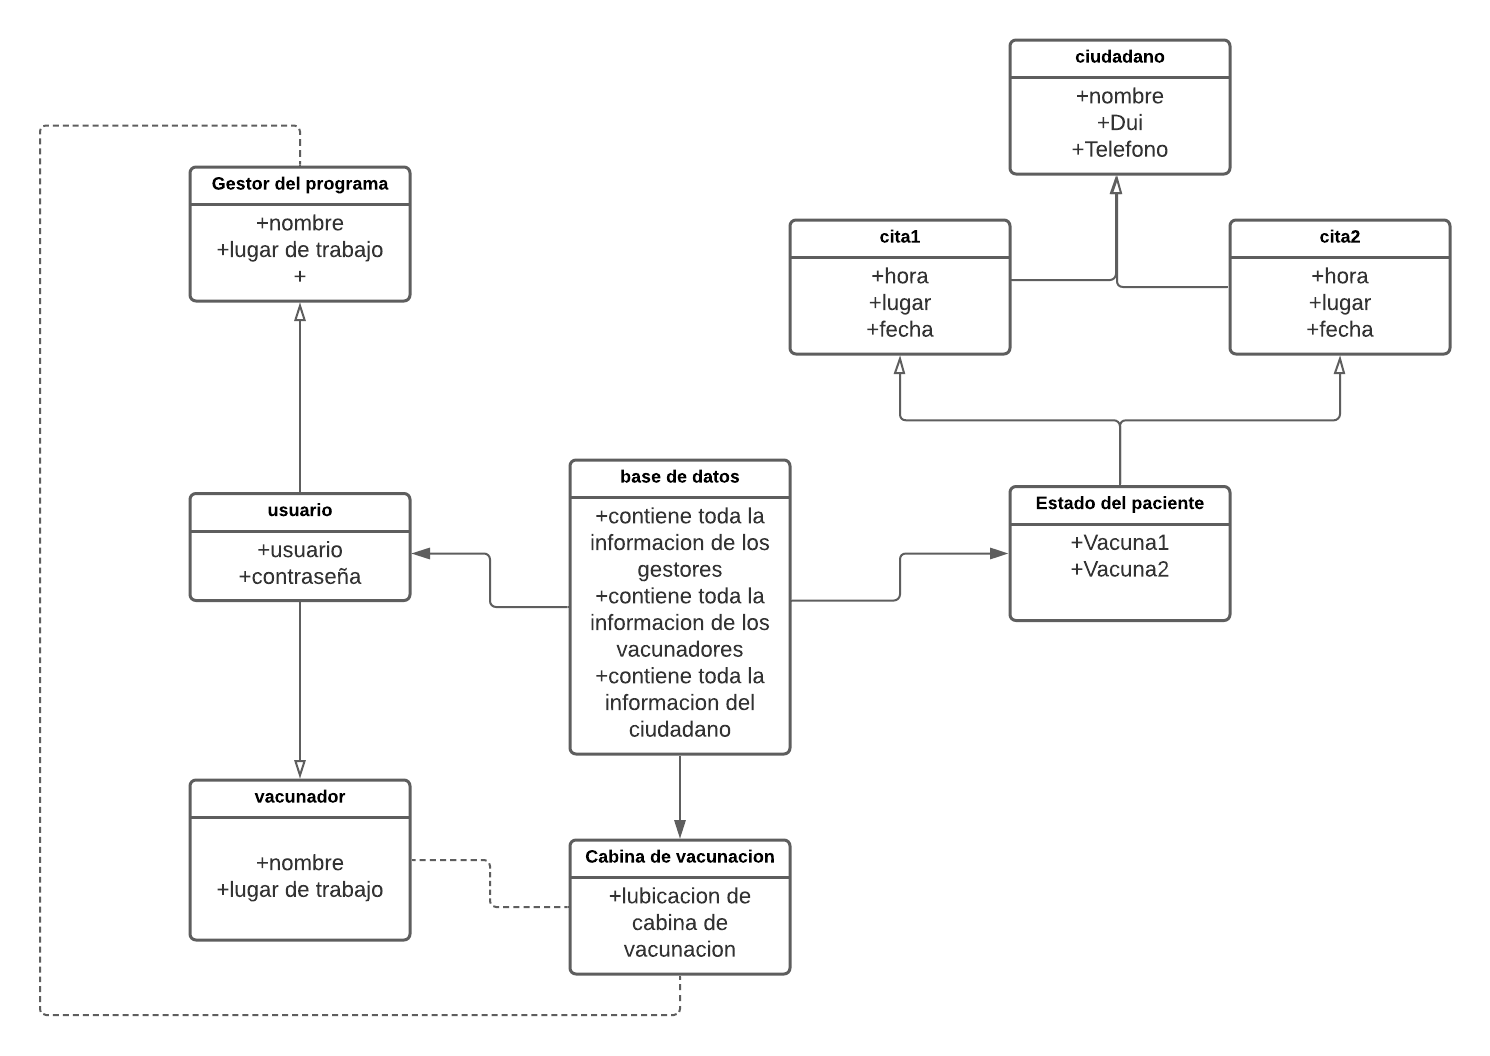 ciudadano
+nombre
+Dui
+Telefono
Gestor del programa
+nombre
+lugar de trabajo
+
cita1
+hora
+lugar
+fecha
cita2
+hora
+lugar
+fecha
usuario
+usuario
+contraseña
base de datos
+contiene toda la
informacion de los
gestores
+contiene toda la
informacion de los
vacunadores
+contiene toda la
informacion del
ciudadano
Estado del paciente
+Vacuna1
+Vacuna2
vacunador
+nombre
+lugar de trabajo
Cabina de vacunacion
+lubicacion de
cabina de
vacunacion